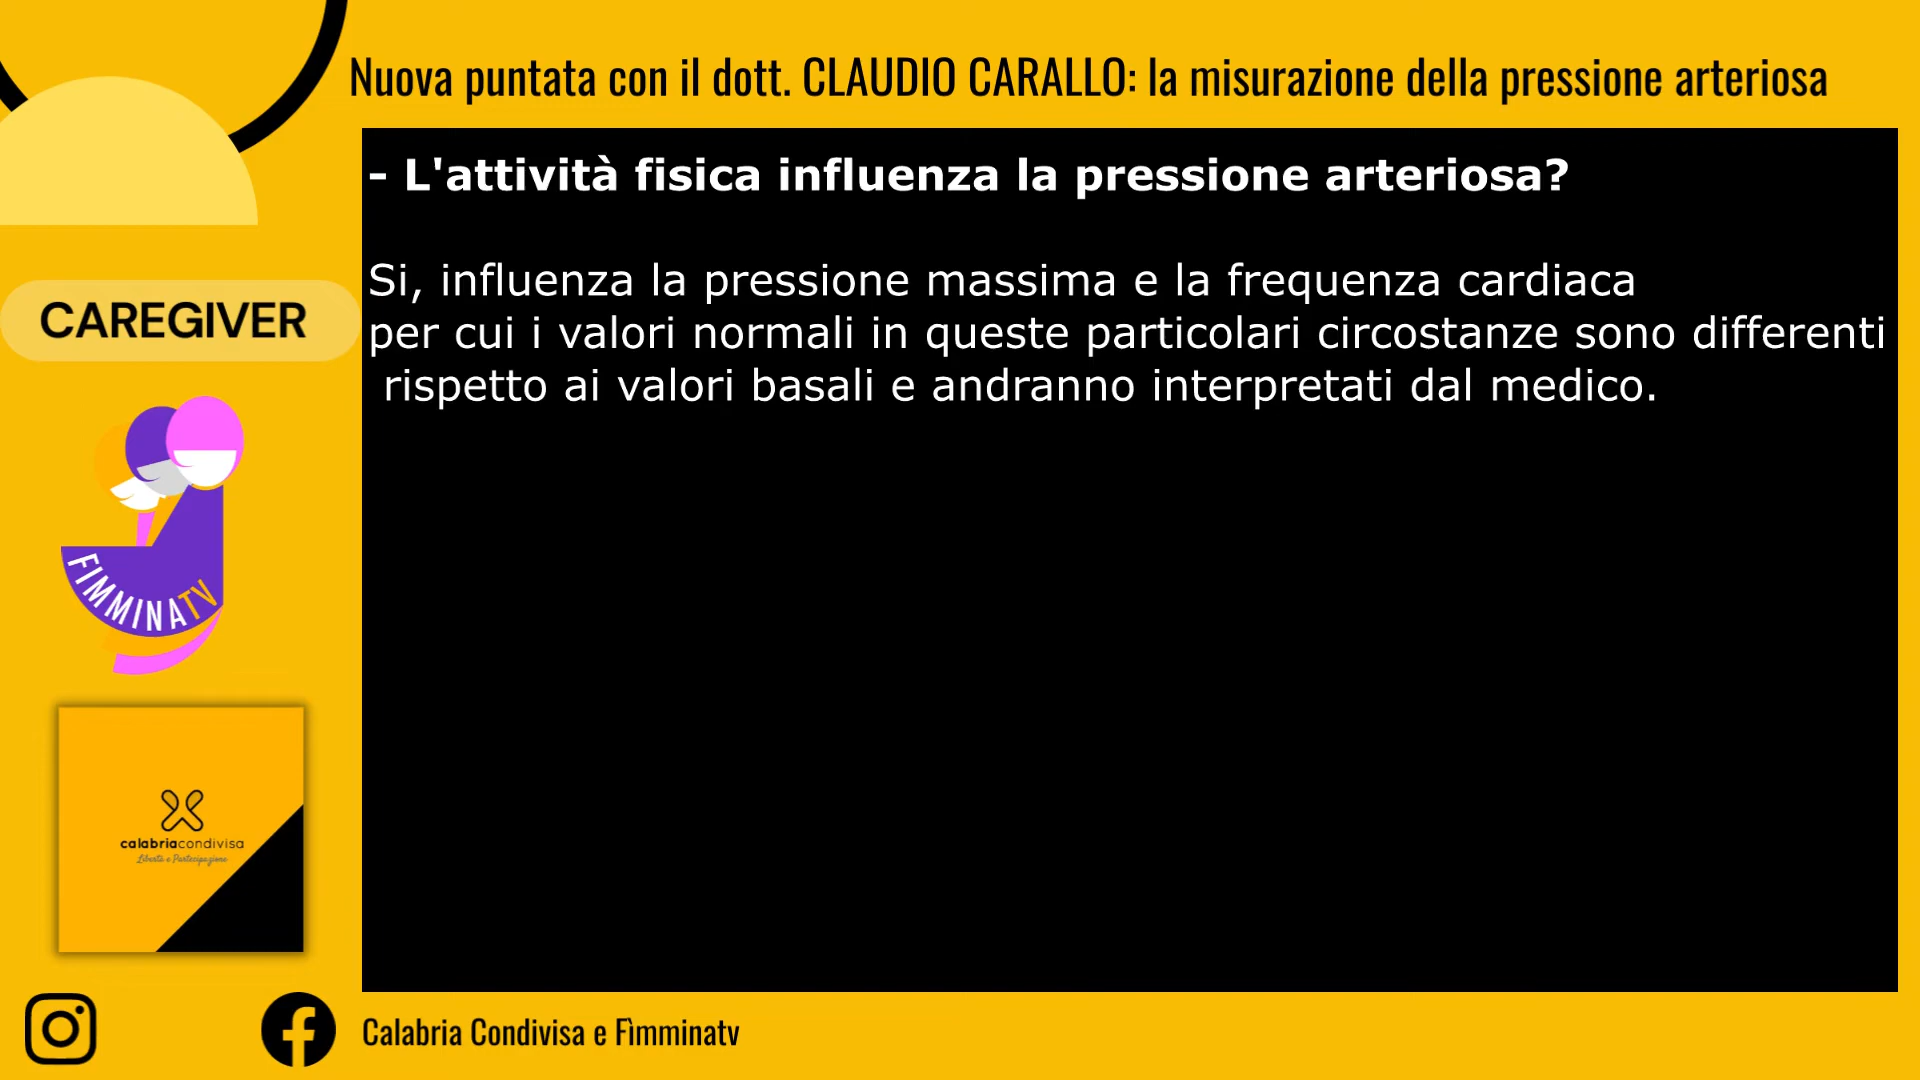 Nuova puntata con il dott. CLAUDIO CARALLO: la misurazione della pressione arteriosa
- L'attività fisica influenza la pressione arteriosa?
Si, influenza la pressione massima e la frequenza cardiaca
per cui i valori normali in queste particolari circostanze sono differenti
rispetto ai valori basali e andranno interpretati dal medico.
CAREGIVER
FIMMINATV
calabriacondivisa
Libertà e Partecipazione
Calabria Condivisa e Fìmminatv